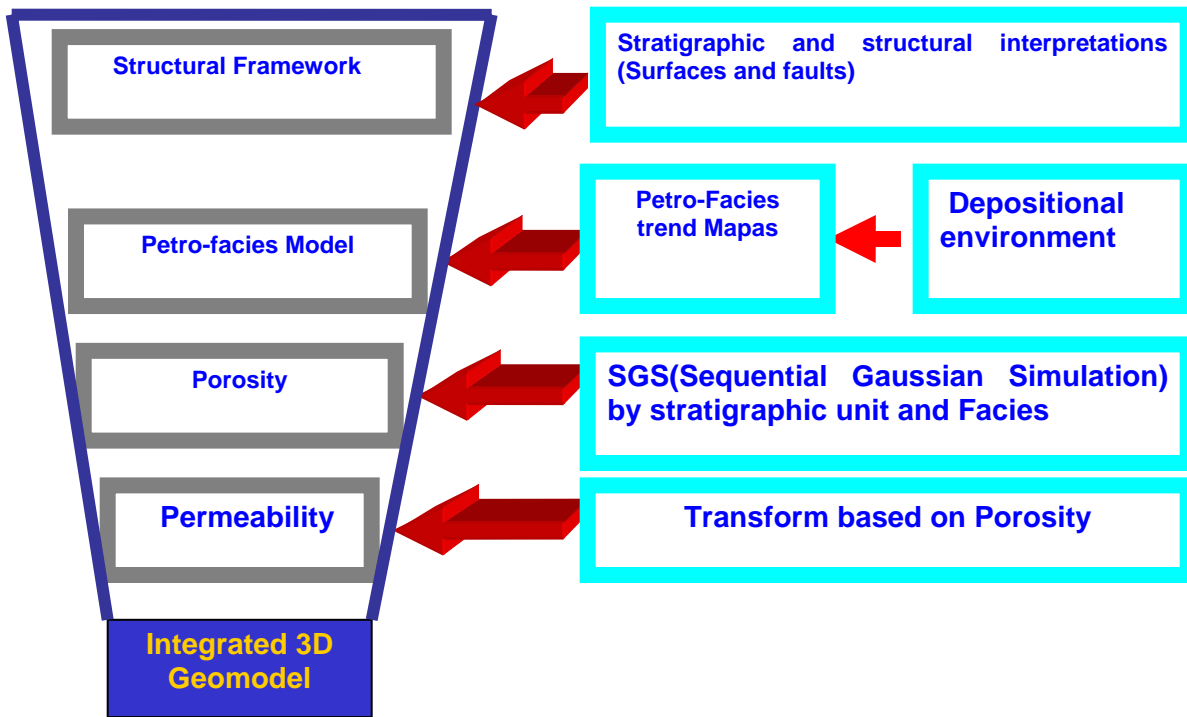 Structural Framework
Stratigraphic and structural interpretations
(Surfaces and faults)
Petro-facies Model
Petro-Facies
trend Mapas
Depositional
environment
Porosity
SGS(Sequential Gaussian Simulation)
by stratigraphic unit and Facies
Permeability
Transform based on Porosity
Integrated 3D
Geomodel